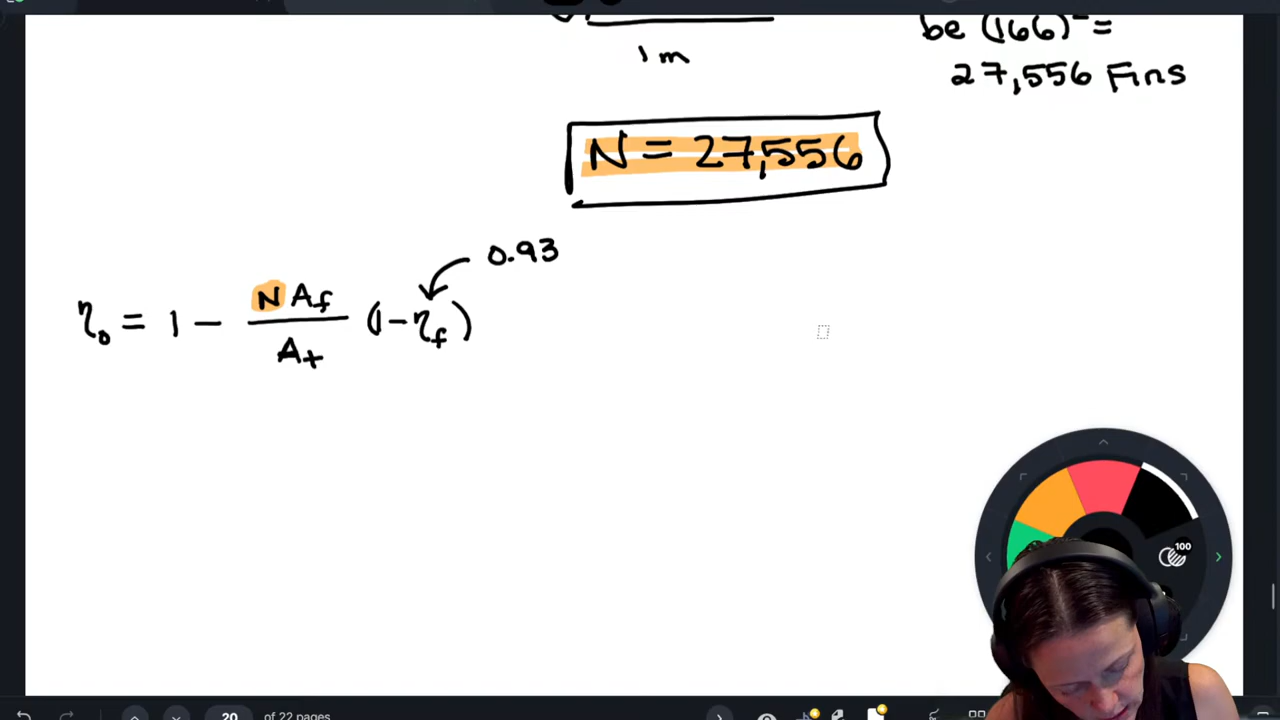 be (166)² =
1 m
27,556 Fins
N = 27,556
0.93
η₀ = 1 - N A_f / A_t (1 - η_f)
100
20 of 22 pages